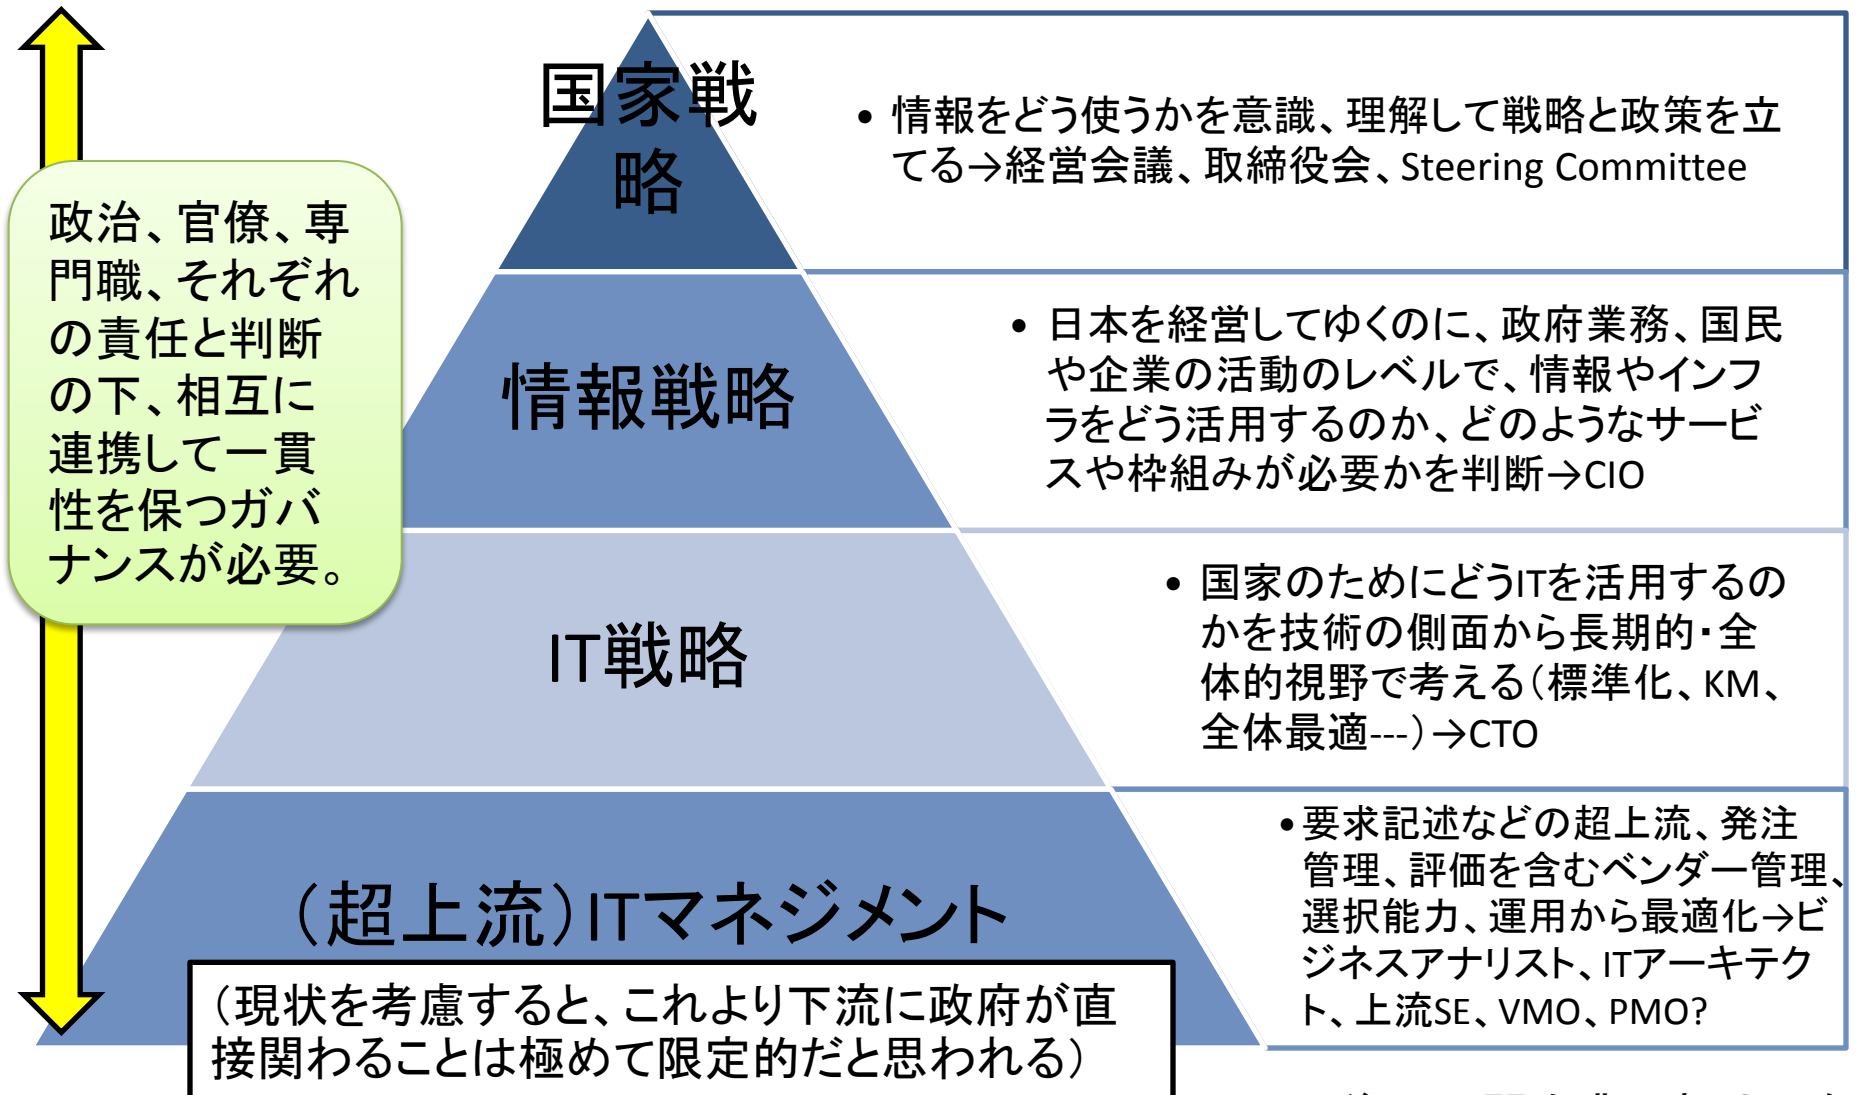 国家戦
略
• 情報をどう使うかを意識、理解して戦略と政策を立
てる→経営会議、取締役会、Steering Committee
政治、官僚、専
門職、それぞれ
の責任と判断
の下、相互に
連携して一貫
性を保つガバ
ナンスが必要。
情報戦略
• 日本を経営してゆくのに、政府業務、国民
や企業の活動のレベルで、情報やインフ
ラをどう活用するのか、どのようなサービ
スや枠組みが必要かを判断→CIO
IT戦略
• 国家のためにどうITを活用するの
かを技術の側面から長期的・全
体的視野で考える(標準化、KM、
全体最適---)→CTO
(超上流)ITマネジメント
• 要求記述などの超上流、発注
管理、評価を含むベンダー管理、
選択能力、運用から最適化→ビ
ジネスアナリスト、ITアーキテク
ト、上流SE、VMO、PMO?
(現状を考慮すると、これより下流に政府が直
接関わることは極めて限定的だと思われる)